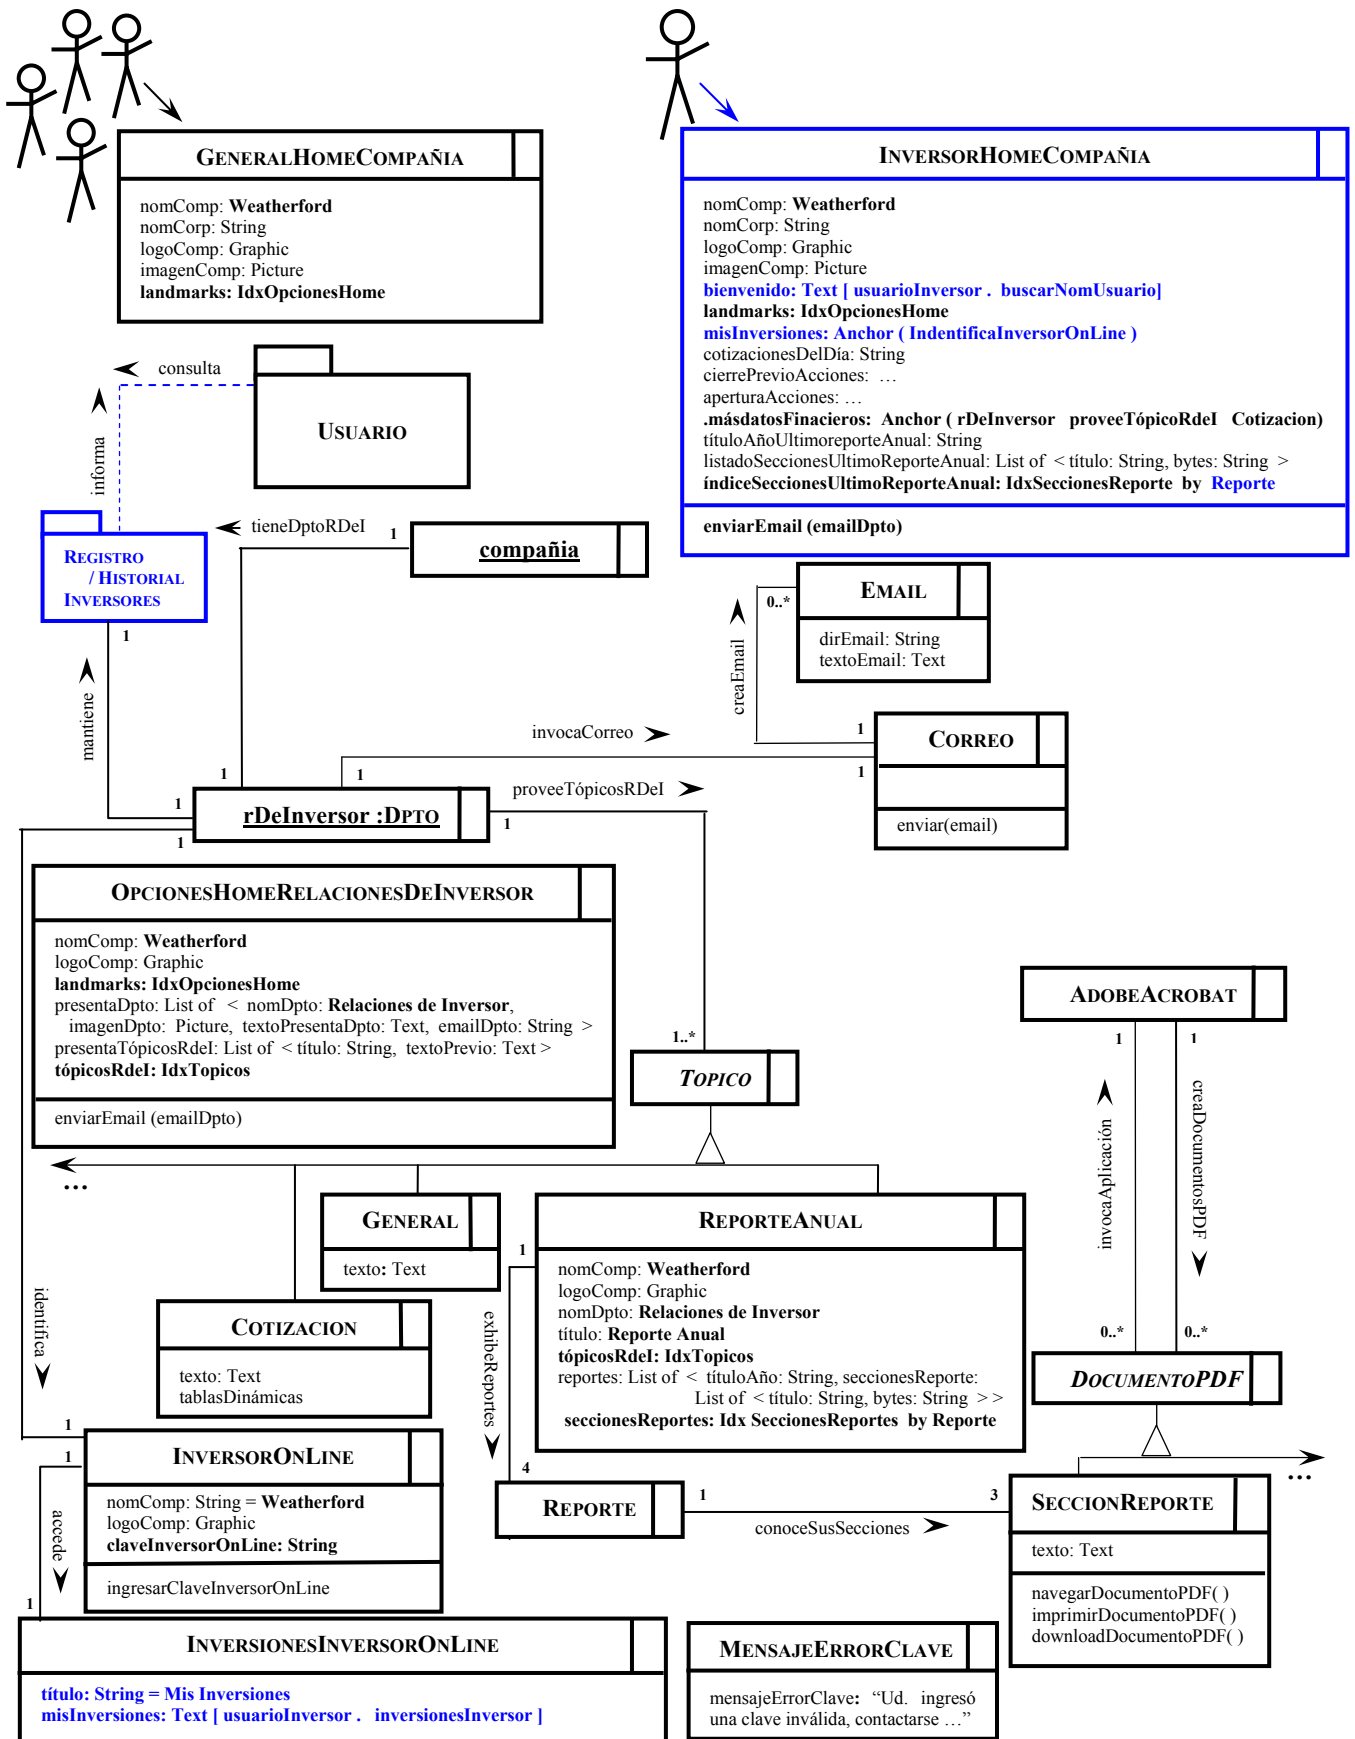 GENERALHOMECOMPAÑIA
nomComp: Weatherford
nomCorp: String
logoComp: Graphic
imagenComp: Picture
landmarks: IdxOpcionesHome
INVERSORHOMECOMPAÑIA
nomComp: Weatherford
nomCorp: String
logoComp: Graphic
imagenComp: Picture
bienvenido: Text [ usuarioInversor . buscarNomUsuario]
landmarks: IdxOpcionesHome
misInversiones: Anchor ( IndentificaInversorOnLine )
cotizacionesDelDía: String
cierrePrevioAcciones: …
aperturaAcciones: …
.másdatosFinacieros: Anchor ( rDeInversor proveeTópicoRdeI Cotizacion)
títuloAñoUltimoreporteAnual: String
listadoSeccionesUltimoReporteAnual: List of < título: String, bytes: String >
índiceSeccionesUltimoReporteAnual: IdxSeccionesReporte by Reporte
enviarEmail (emailDpto)
consulta
USUARIO
informa
tieneDptoRDeI
1
compañia
REGISTRO
/ HISTORIAL
INVERSORES
1
mantiene
EMAIL
dirEmail: String
textoEmail: Text
0..*
creaEmail
invocaCorreo
1
CORREO
enviar(email)
1
1
1
proveeTópicosRDeI
1
rDeInversor :DPTO
1
1
OPCIONESHOMERELACIONESDEINVERSOR
nomComp: Weatherford
logoComp: Graphic
landmarks: IdxOpcionesHome
presentaDpto: List of < nomDpto: Relaciones de Inversor,
imagenDpto: Picture, textoPresentaDpto: Text, emailDpto: String >
presentaTópicosRdeI: List of < título: String, textoPrevio: Text >
tópicosRdeI: IdxTopicos
enviarEmail (emailDpto)
1..*
TOPICO
ADOBEACROBAT
1
1
invocaAplicación
creaDocumentosPDF
0..*
0..*
DOCUMENTOPDF
...
GENERAL
texto: Text
REPORTEANUAL
nomComp: Weatherford
logoComp: Graphic
nomDpto: Relaciones de Inversor
título: Reporte Anual
tópicosRdeI: IdxTopicos
reportes: List of < títuloAño: String, seccionesReporte:
List of < título: String, bytes: String > >
seccionesReportes: Idx SeccionesReportes by Reporte
1
exhibeReportes
4
COTIZACION
texto: Text
tablasDinámicas
identifica
1
1
INVERSORONLINE
nomComp: String = Weatherford
logoComp: Graphic
claveInversorOnLine: String
ingresarClaveInversorOnLine
accede
1
REPORTE
1
conoceSusSecciones
3
...
SECCIONREPORTE
texto: Text
navegarDocumentoPDF( )
imprimirDocumentoPDF( )
downloadDocumentoPDF( )
INVERSIONESINVERSORONLINE
título: String = Mis Inversiones
misInversiones: Text [ usuarioInversor . inversionesInversor ]
MENSAJEERRORCLAVE
mensajeErrorClave: “Ud. ingresó
una clave inválida, contactarse …”